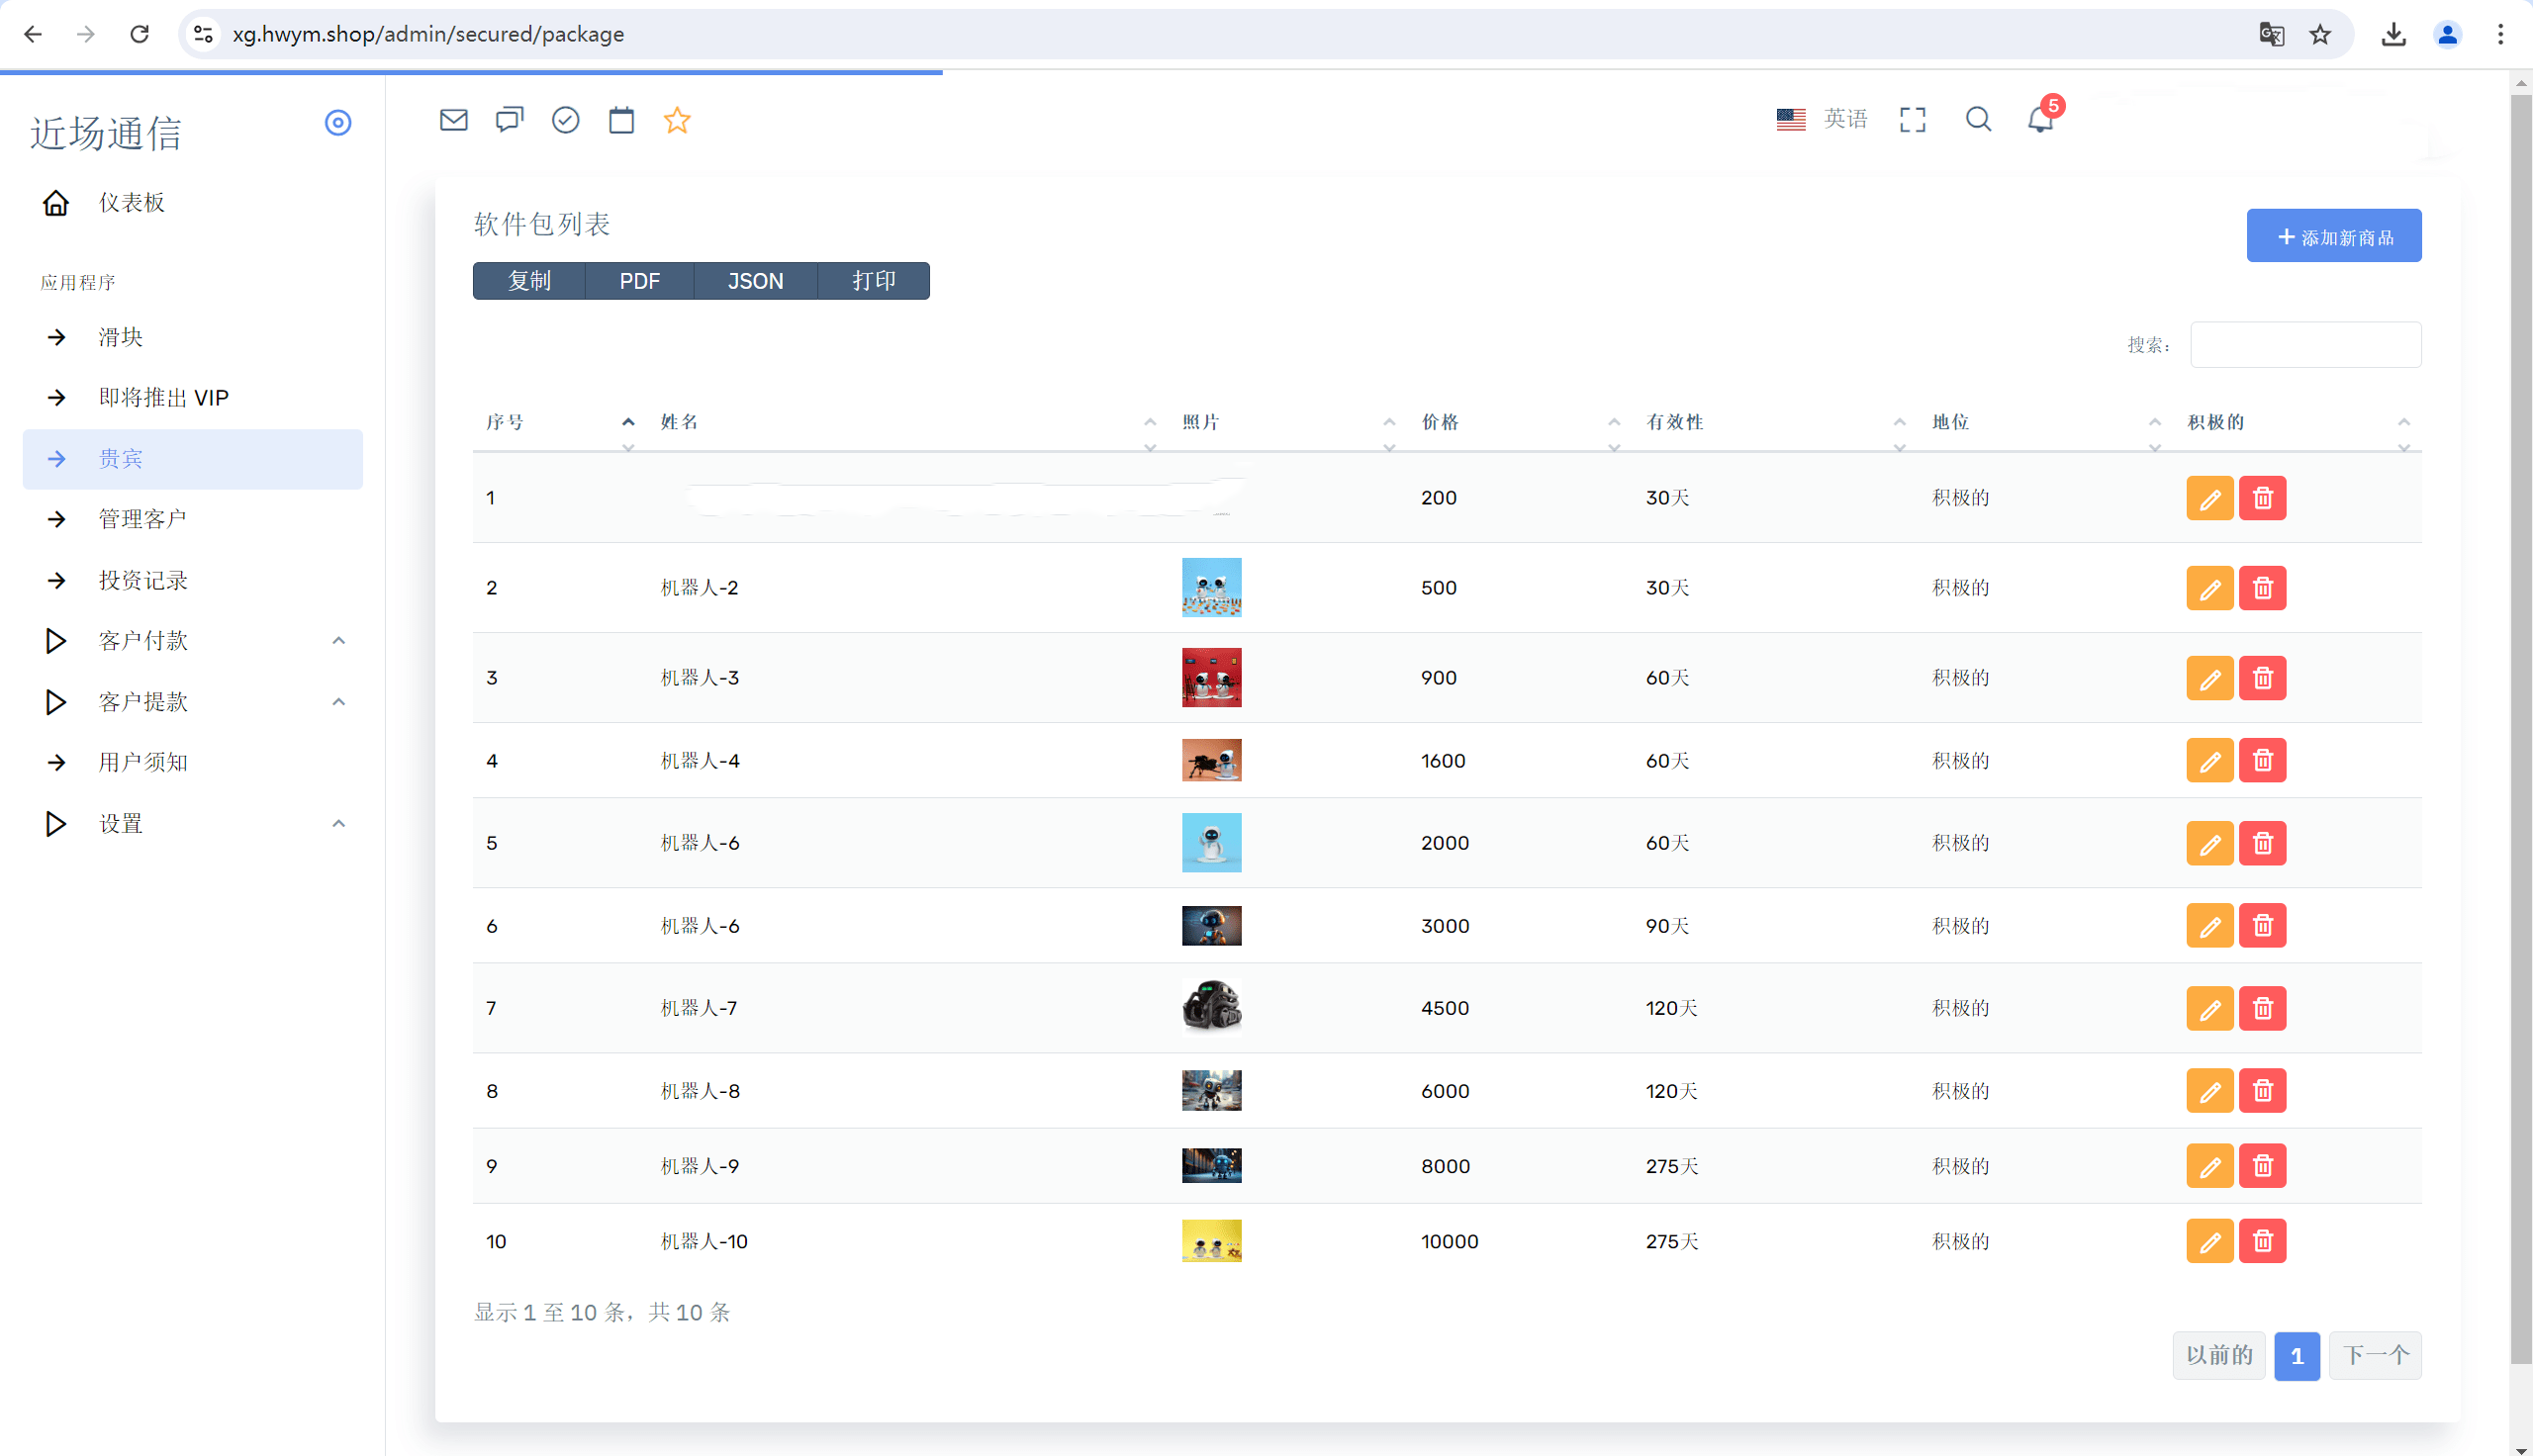 xg.hwym.shop/admin/secured/package
近场通信
英语
5
仪表板
软件包列表
+ 添加新商品
应用程序
复制 PDF JSON 打印
滑块
搜索：
即将推出 VIP
序号 姓名 照片 价格 有效性 地位 积极的
贵宾
1 200 30天 积极的
管理客户
2 机器人-2 500 30天 积极的
投资记录
客户付款
3 机器人-3 900 60天 积极的
客户提款
4 机器人-4 1600 60天 积极的
用户须知
设置
5 机器人-6 2000 60天 积极的
6 机器人-6 3000 90天 积极的
7 机器人-7 4500 120天 积极的
8 机器人-8 6000 120天 积极的
9 机器人-9 8000 275天 积极的
10 机器人-10 10000 275天 积极的
显示 1 至 10 条，共 10 条
以前的 1 下一个